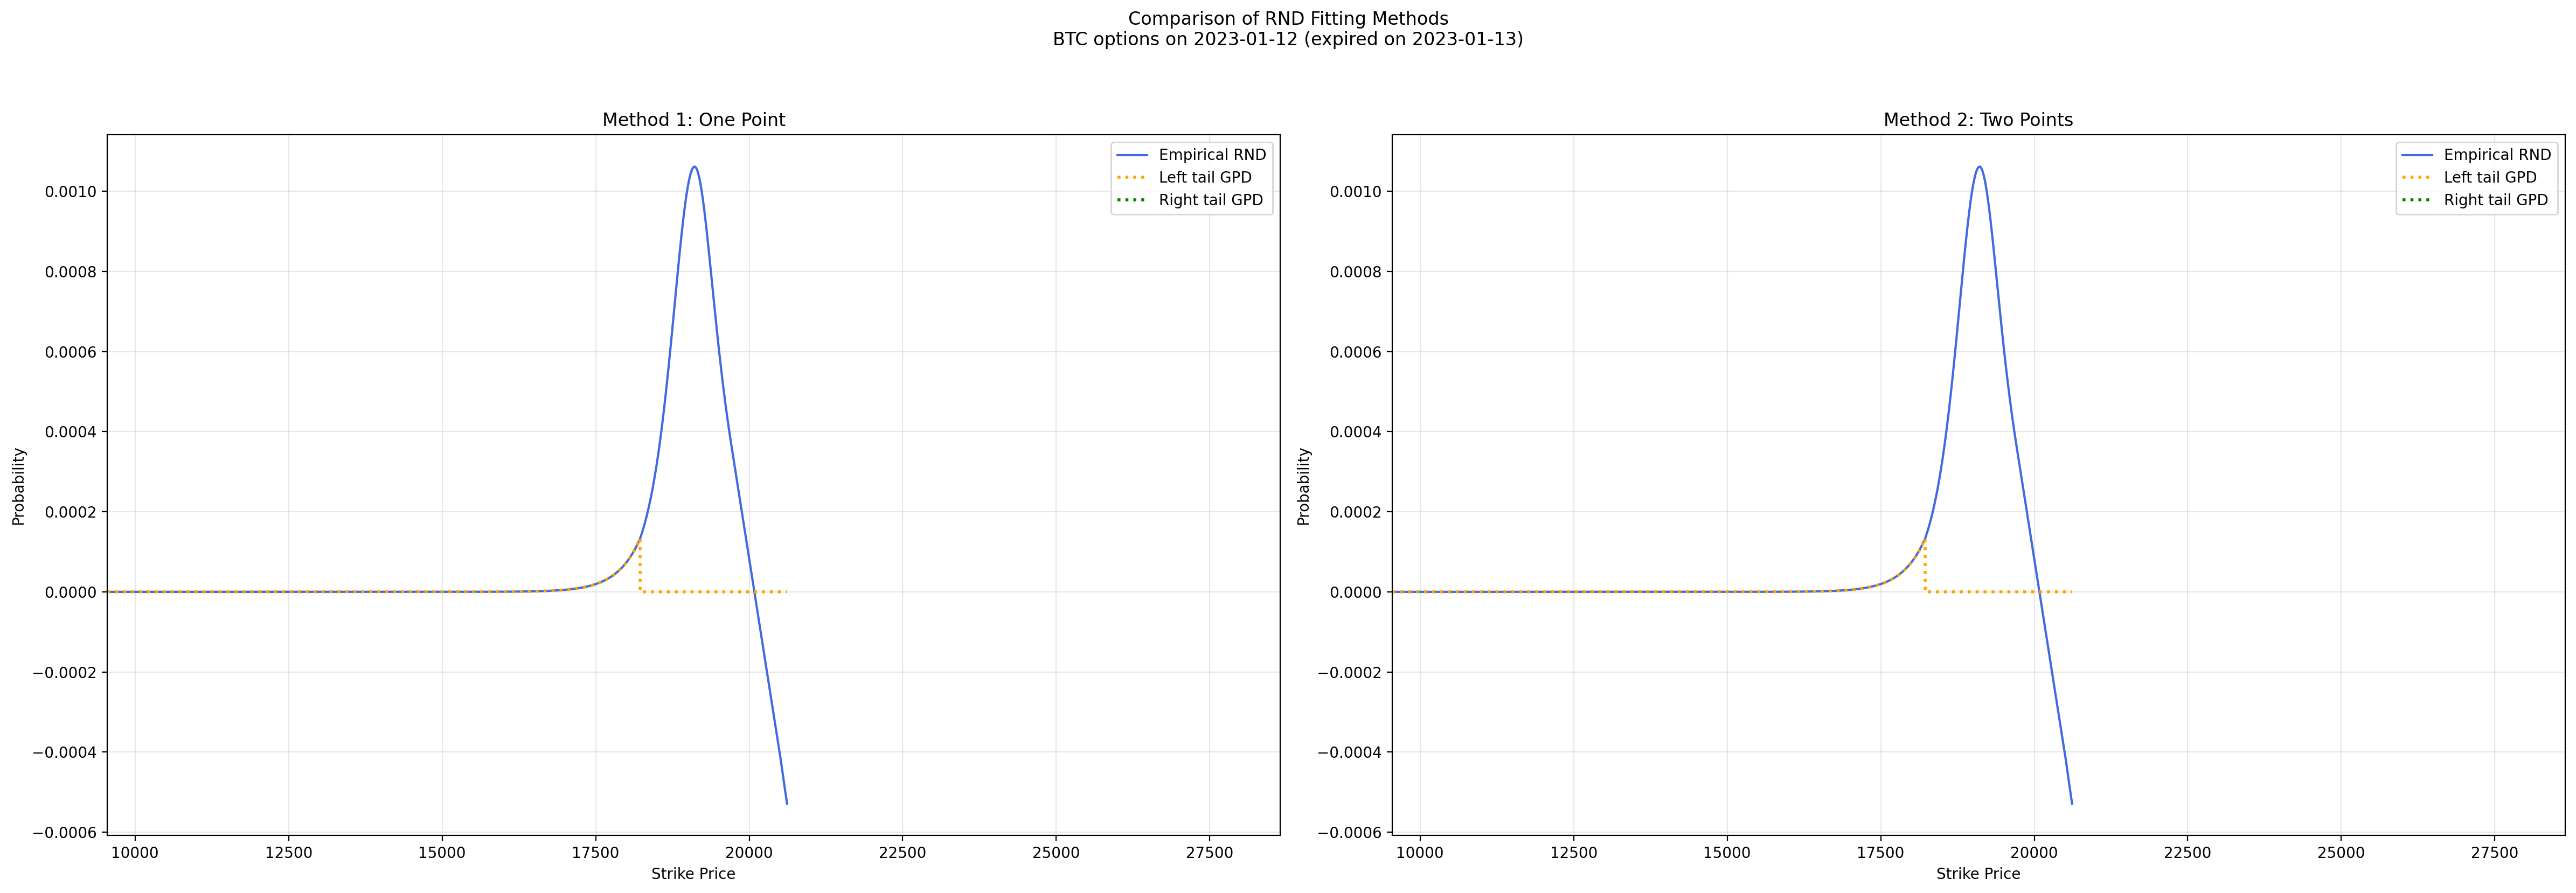 Comparison of RND Fitting Methods
BTC options on 2023-01-12 (expired on 2023-01-13)
Method 1: One Point
Empirical RND
Left tail GPD
Right tail GPD
Probability
0.0010
0.0008
0.0006
0.0004
0.0002
0.0000
−0.0002
−0.0004
−0.0006
10000 12500 15000 17500 20000 22500 25000 27500
Strike Price
Method 2: Two Points
Empirical RND
Left tail GPD
Right tail GPD
Probability
0.0010
0.0008
0.0006
0.0004
0.0002
0.0000
−0.0002
−0.0004
−0.0006
10000 12500 15000 17500 20000 22500 25000 27500
Strike Price